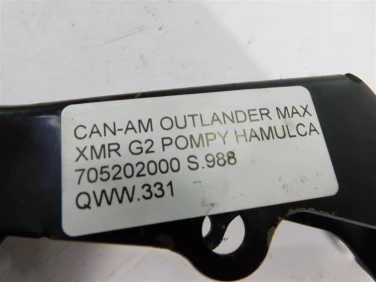 CAN-AM OUTLANDER MAX
XMR G2 POMPY HAMULCA
705202000 S.988
QWW.331